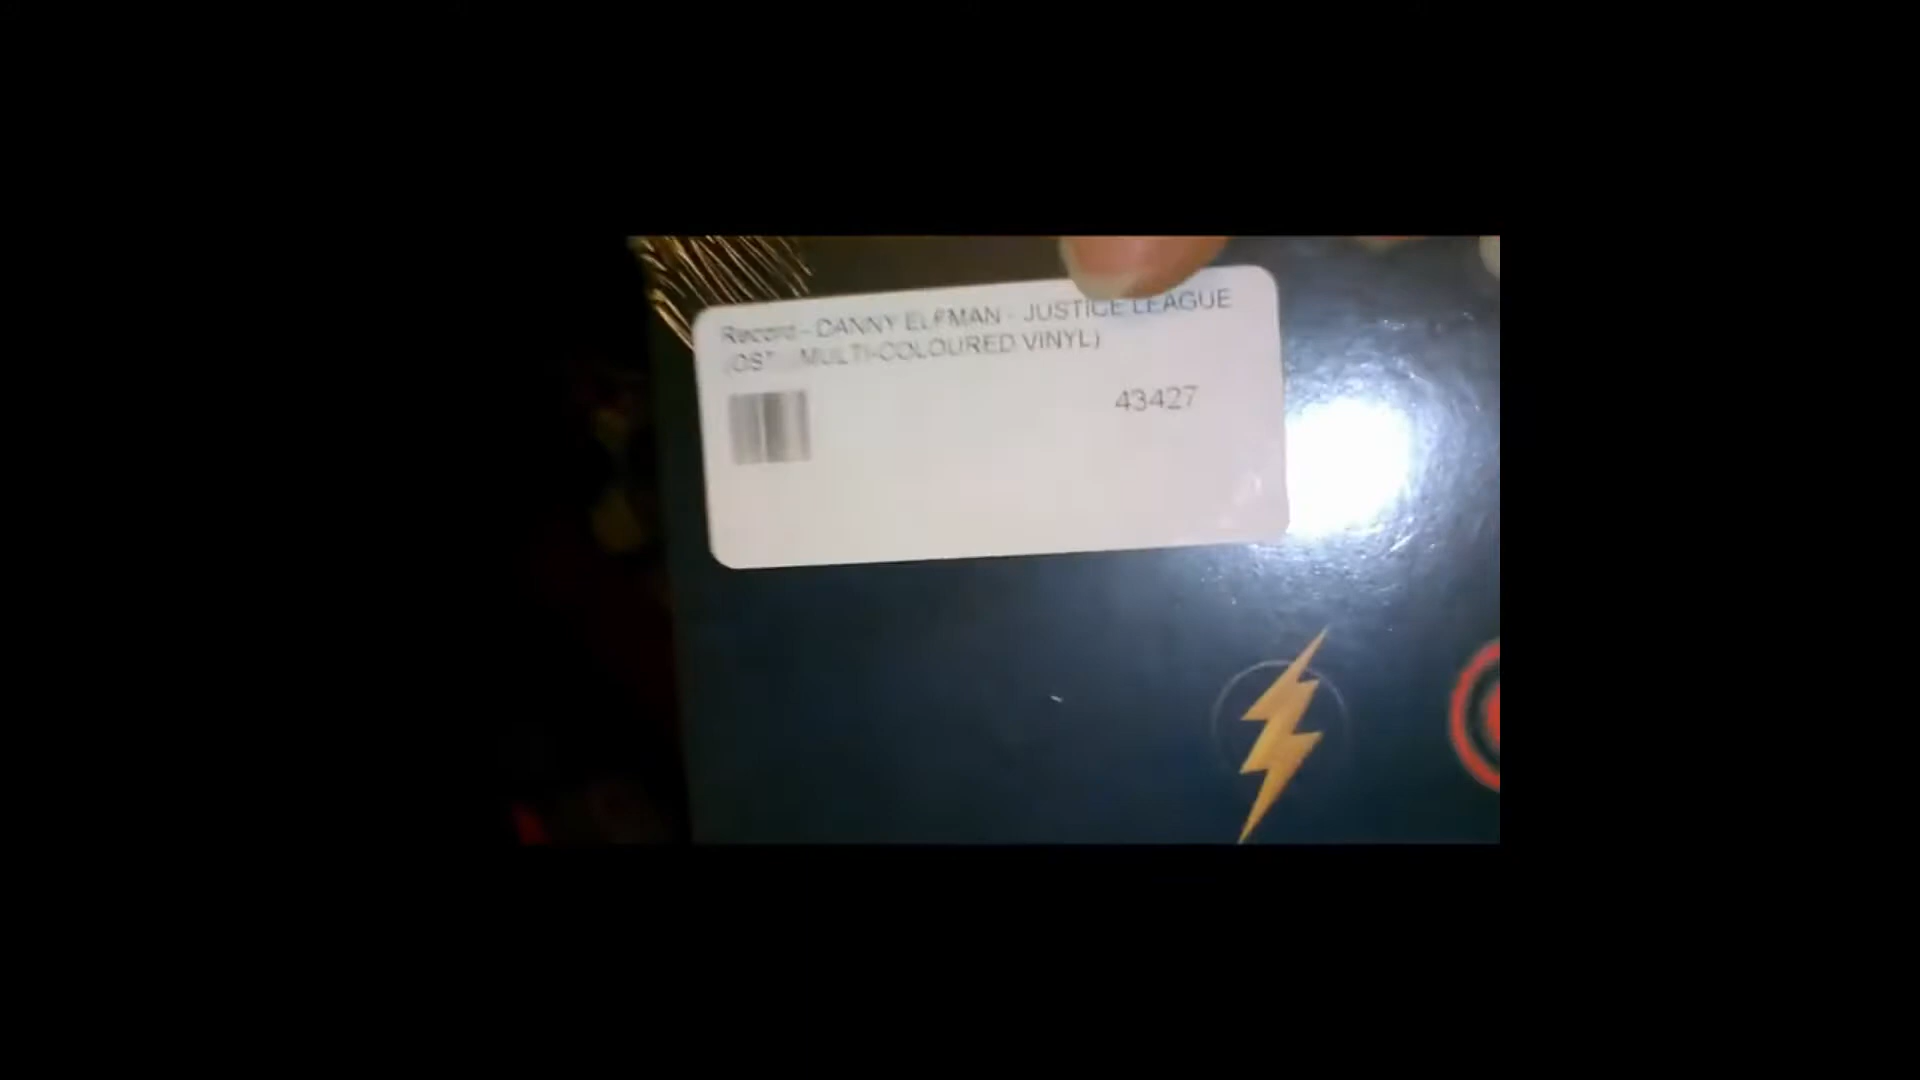 Record - DANNY ELFMAN - JUSTICE LEAGUE
(OST - MULTI-COLOURED VINYL)
43427